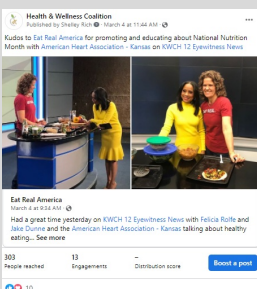 Health & Wellness Coalition
Published by Shelley Rich · March 4 at 11:44 AM ·
Kudos to Eat Real America for promoting and educating about National Nutrition
Month with American Heart Association - Kansas on KWCH 12 Eyewitness News
Eat Real America
March 4 at 9:34 AM ·
Had a great time yesterday on KWCH 12 Eyewitness News with Felicia Rolfe and
Jake Dunne and the American Heart Association - Kansas talking about healthy
eating... See more
303
13
–
People reached
Engagements
Distribution score
Boost a post
10